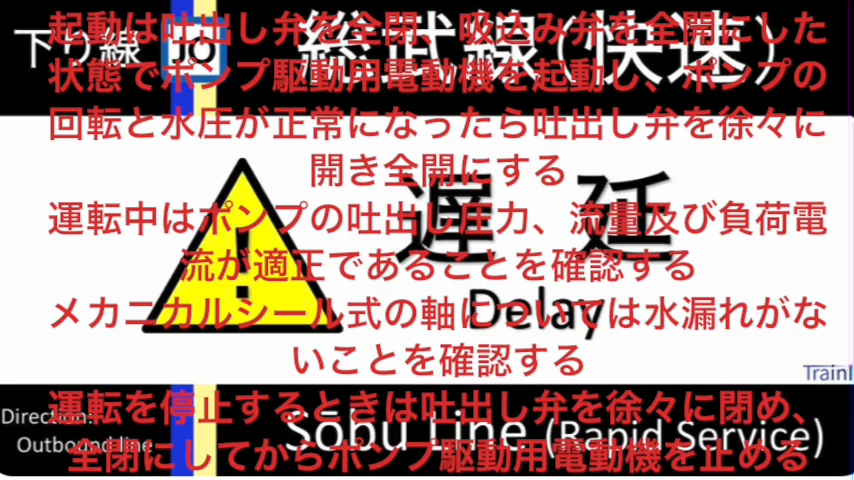 起動は吐出し弁を全閉、吸込み弁を全開にした
状態でポンプ駆動用電動機を起動し、ポンプの
回転と水圧が正常になったら吐出し弁を徐々に
開き全開にする
運転中はポンプの吐出し圧力、流量及び負荷電
流が適正であることを確認する
メカニカルシール式の軸については水漏れがな
いことを確認する
運転を停止するときは吐出し弁を徐々に閉め、
全閉にしてからポンプ駆動用電動機を止める
下り線 JQ 総武線(快速)
遅 延
Delay
Train
Direction:
Outbound line
Sōbu Line (Rapid Service)